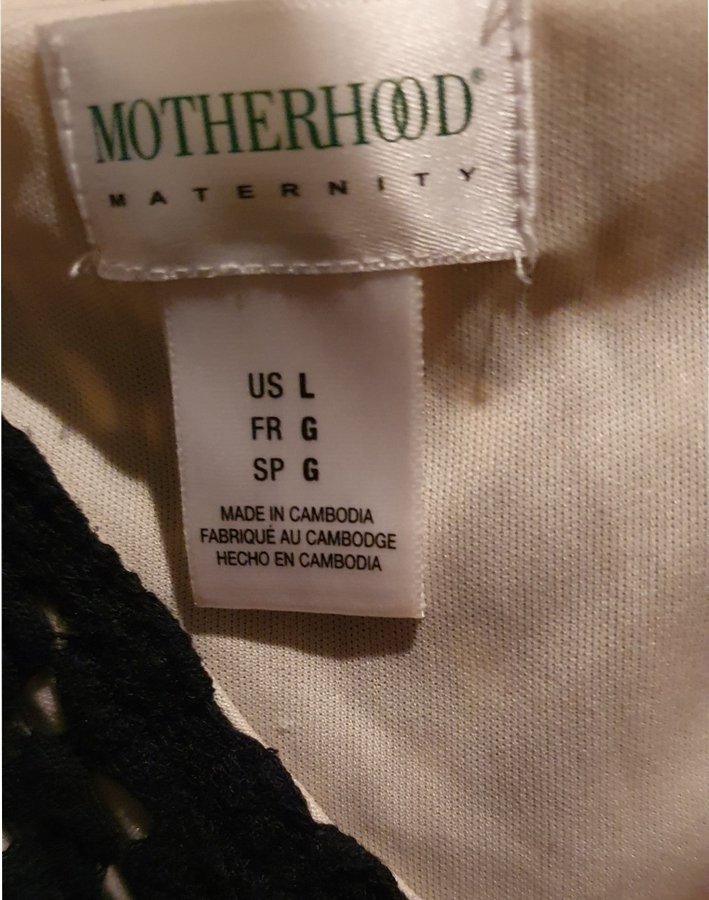 MOTHERHOOD®
MATERNITY
US L
FR G
SP G
MADE IN CAMBODIA
FABRIQUÉ AU CAMBODGE
HECHO EN CAMBODIA